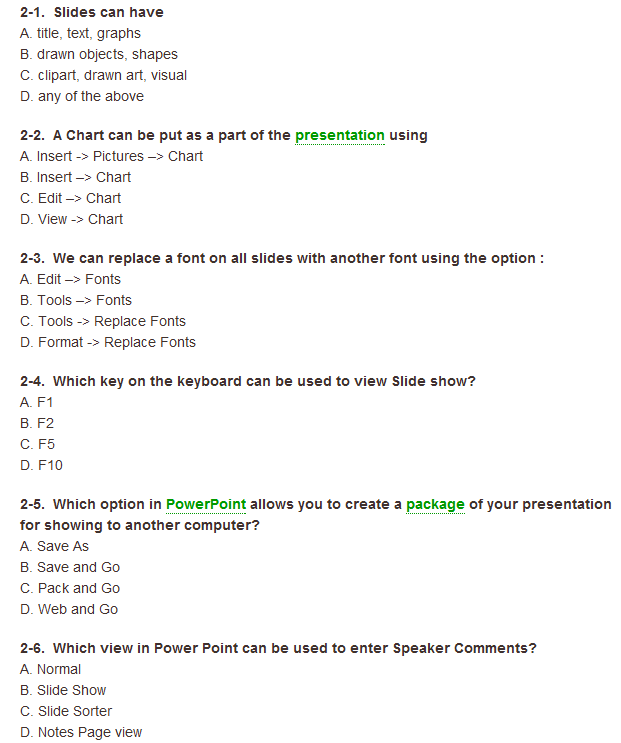 2-1.  Slides can have
A. title, text, graphs
B. drawn objects, shapes
C. clipart, drawn art, visual
D. any of the above
2-2.  A Chart can be put as a part of the presentation using
A. Insert -> Pictures –> Chart
B. Insert –> Chart
C. Edit –> Chart
D. View -> Chart
2-3.  We can replace a font on all slides with another font using the option :
A. Edit –> Fonts
B. Tools –> Fonts
C. Tools -> Replace Fonts
D. Format -> Replace Fonts
2-4.  Which key on the keyboard can be used to view Slide show?
A. F1
B. F2
C. F5
D. F10
2-5.  Which option in PowerPoint allows you to create a package of your presentation
for showing to another computer?
A. Save As
B. Save and Go
C. Pack and Go
D. Web and Go
2-6.  Which view in Power Point can be used to enter Speaker Comments?
A. Normal
B. Slide Show
C. Slide Sorter
D. Notes Page view